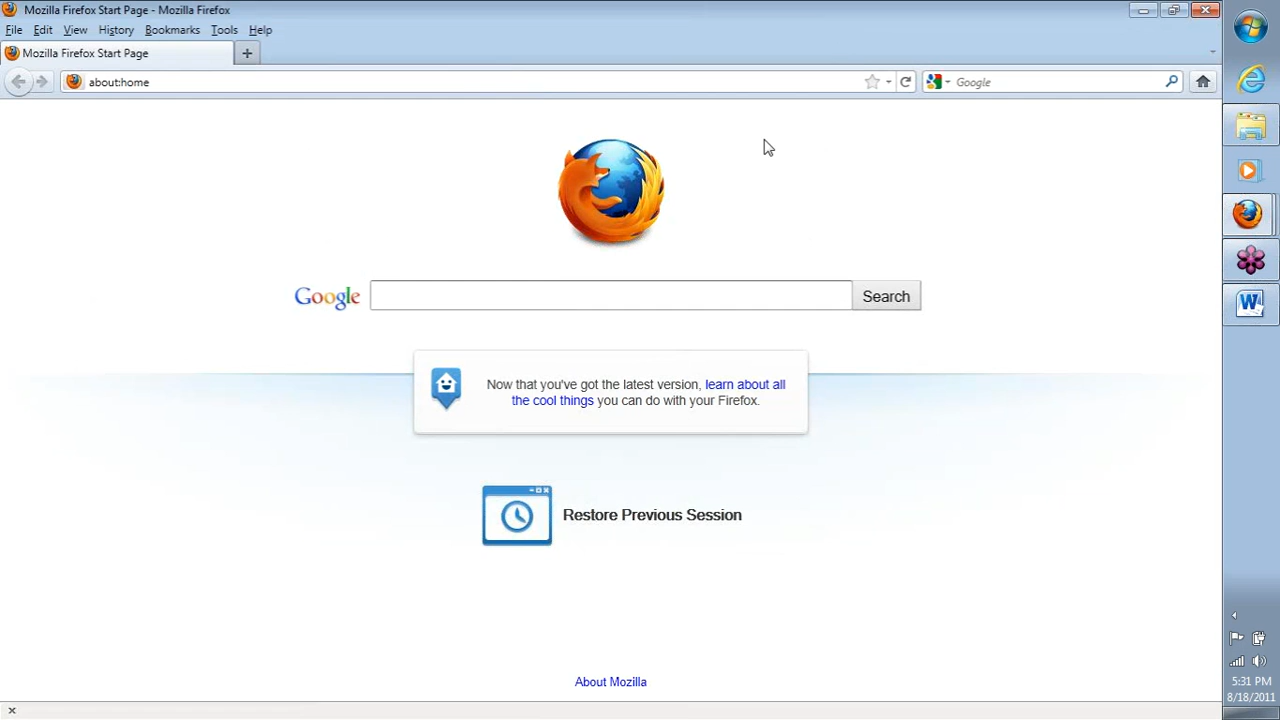 Mozilla Firefox Start Page - Mozilla Firefox
File Edit View History Bookmarks Tools Help
Mozilla Firefox Start Page
about:home
Google
Google
Search
Now that you've got the latest version, learn about all
the cool things you can do with your Firefox.
Restore Previous Session
About Mozilla
W
5:31 PM
8/18/2011